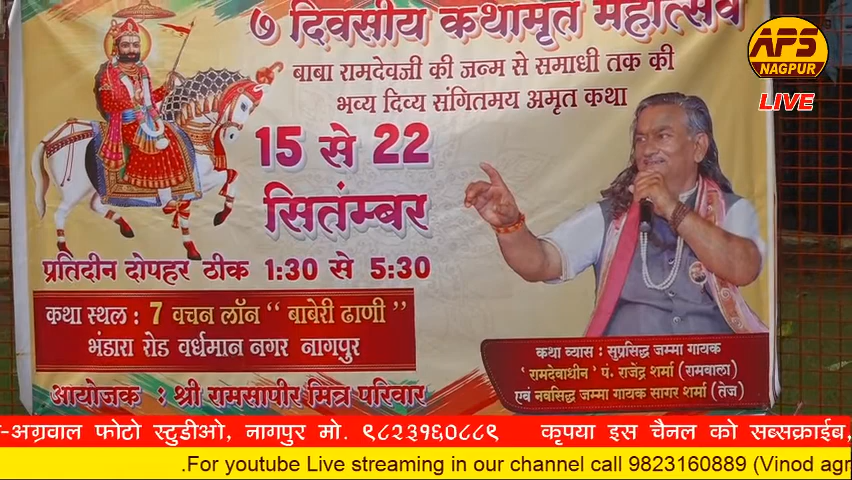 ७ दिवसीय कथामृत महोत्सव
बाबा रामदेवजी की जन्म से समाधी तक की
भव्य दिव्य संगितमय अमृत कथा
15 से 22
सितंम्बर
प्रतिदीन दोपहर ठीक 1:30 से 5:30
कथा स्थल : 7 वचन लॉन “ बाबेरी ढाणी ”
भंडारा रोड वर्धमान नगर नागपुर
आयोजक : श्री रामसापीर मित्र परिवार
कथा व्यास : सुप्रसिद्ध जम्मा गायक
‘ रामदेवाधीन ’ पं. राजेंद्र शर्मा (रामवाला)
एवं नवसिद्ध जम्मा गायक सागर शर्मा (तेज)
APS
NAGPUR
LIVE
-अग्रवाल फोटो स्टुडीओ, नागपुर मो. ९८२३१६०८८९ कृपया इस चैनल को सब्सक्राईब,
.For youtube Live streaming in our channel call 9823160889 (Vinod agr